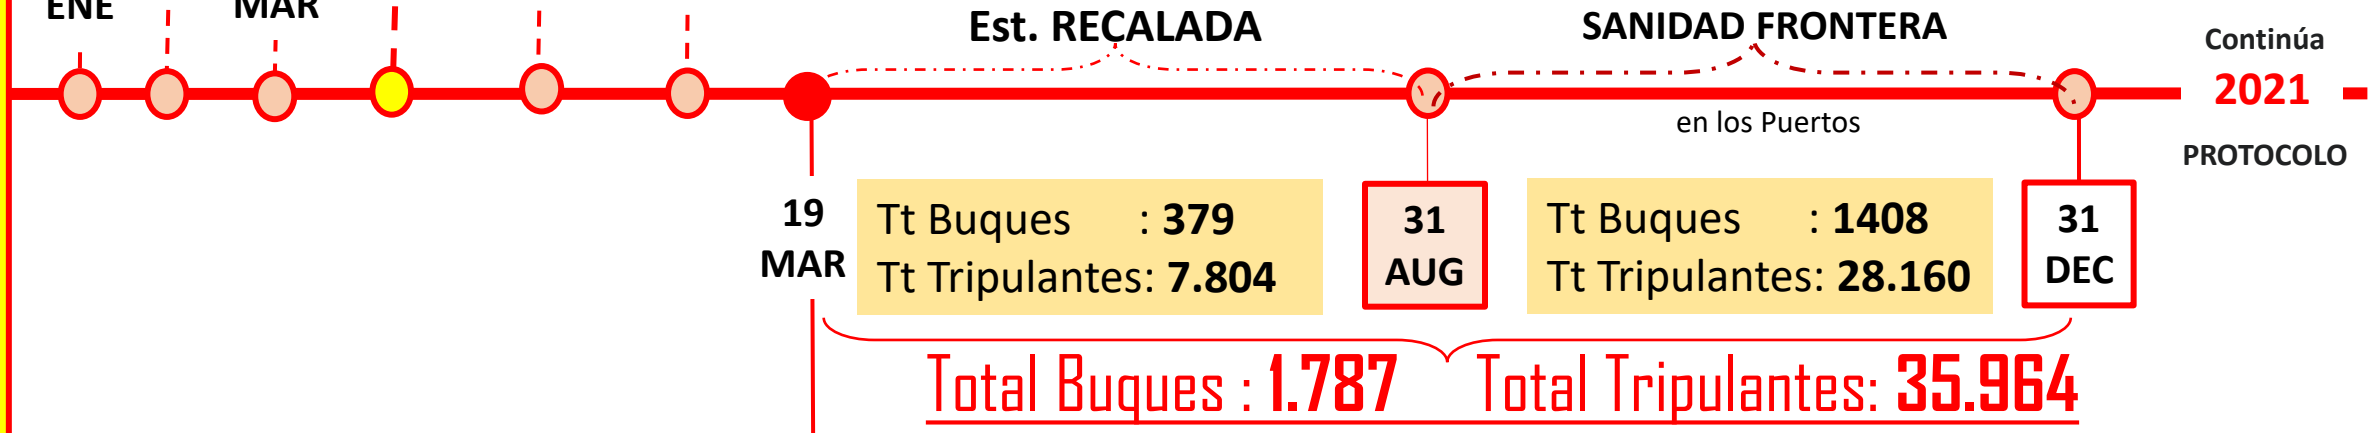 ENE
MAR
Est. RECALADA
SANIDAD FRONTERA
Continúa
2021
en los Puertos
PROTOCOLO
19
MAR
Tt Buques : 379
Tt Tripulantes: 7.804
31
AUG
Tt Buques : 1408
Tt Tripulantes: 28.160
31
DEC
Total Buques : 1.787 Total Tripulantes: 35.964